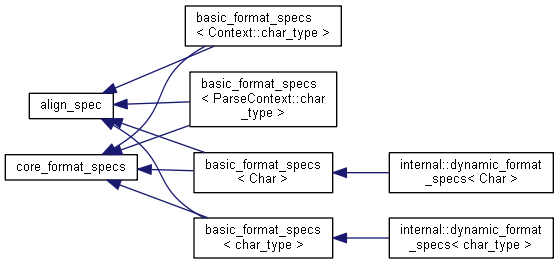 basic_format_specs
< Context::char_type >
align_spec
basic_format_specs
< ParseContext::char
_type >
core_format_specs
basic_format_specs
< Char >
internal::dynamic_format
_specs< Char >
basic_format_specs
< char_type >
internal::dynamic_format
_specs< char_type >